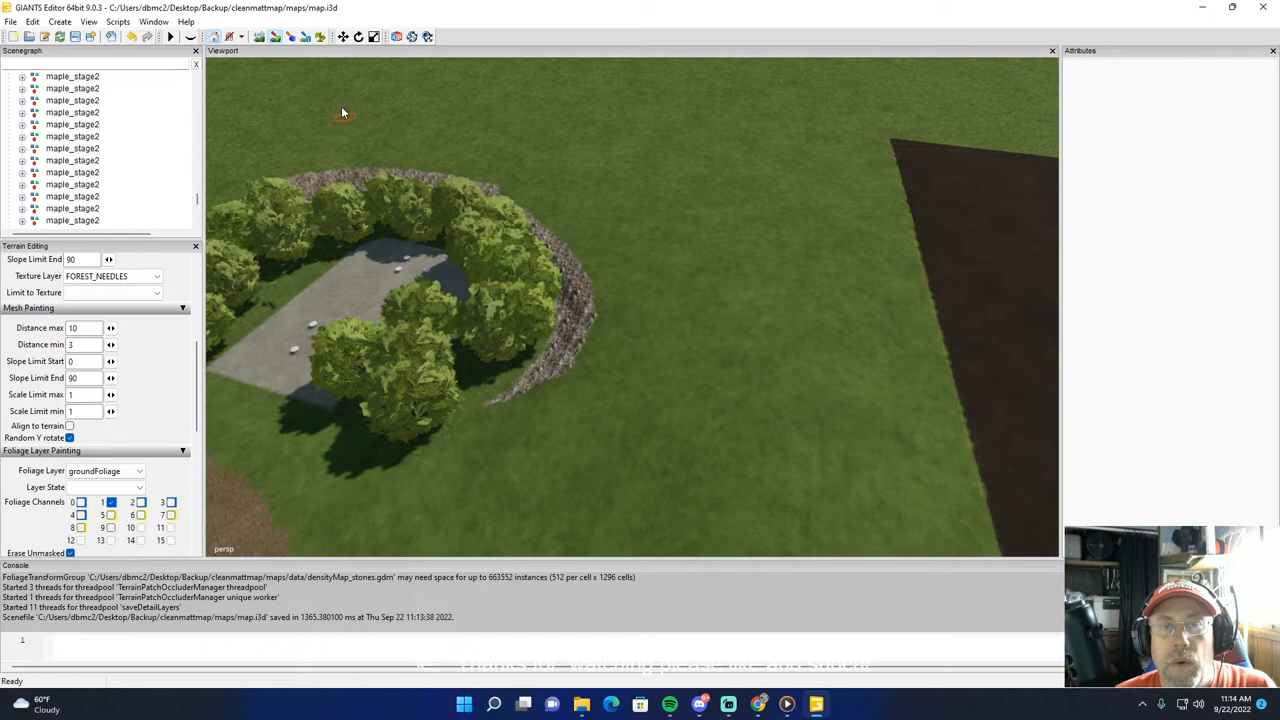 GIANTS Editor 64bit 9.0.3 - C:/Users/dbmc2/Desktop/Backup/cleanmattmap/maps/map.i3d
File Edit Create View Scripts Window Help
Scenegraph
Viewport
Attributes
X
maple_stage2
maple_stage2
maple_stage2
maple_stage2
maple_stage2
maple_stage2
maple_stage2
maple_stage2
maple_stage2
maple_stage2
maple_stage2
maple_stage2
maple_stage2
Terrain Editing
Slope Limit End 90
Texture Layer FOREST_NEEDLES
Limit to Texture
Mesh Painting
Distance max 10
Distance min 3
Slope Limit Start 0
Slope Limit End 90
Scale Limit max 1
Scale Limit min 1
Align to terrain
Random Y rotate
Foliage Layer Painting
Foliage Layer groundFoliage
Layer State
Foliage Channels 0 1 2 3
4 5 6 7
8 9 10 11
12 13 14 15
Erase Unmasked
persp
Console
FoliageTransformGroup 'C:/Users/dbmc2/Desktop/Backup/cleanmattmap/maps/data/densityMap_stones.gdm' may need space for up to 663552 instances (512 per cell x 1296 cells)
Started 3 threads for threadpool 'TerrainPatchOccluderManager threadpool'
Started 1 threads for threadpool 'TerrainPatchOccluderManager unique worker'
Started 11 threads for threadpool 'saveDetailLayers'
Scenefile 'C:/Users/dbmc2/Desktop/Backup/cleanmattmap/maps/map.i3d' saved in 1365.380100 ms at Thu Sep 22 11:13:38 2022.
1
Thanks for watching please like and
Ready
60°F
Cloudy
11:14 AM
9/22/2022